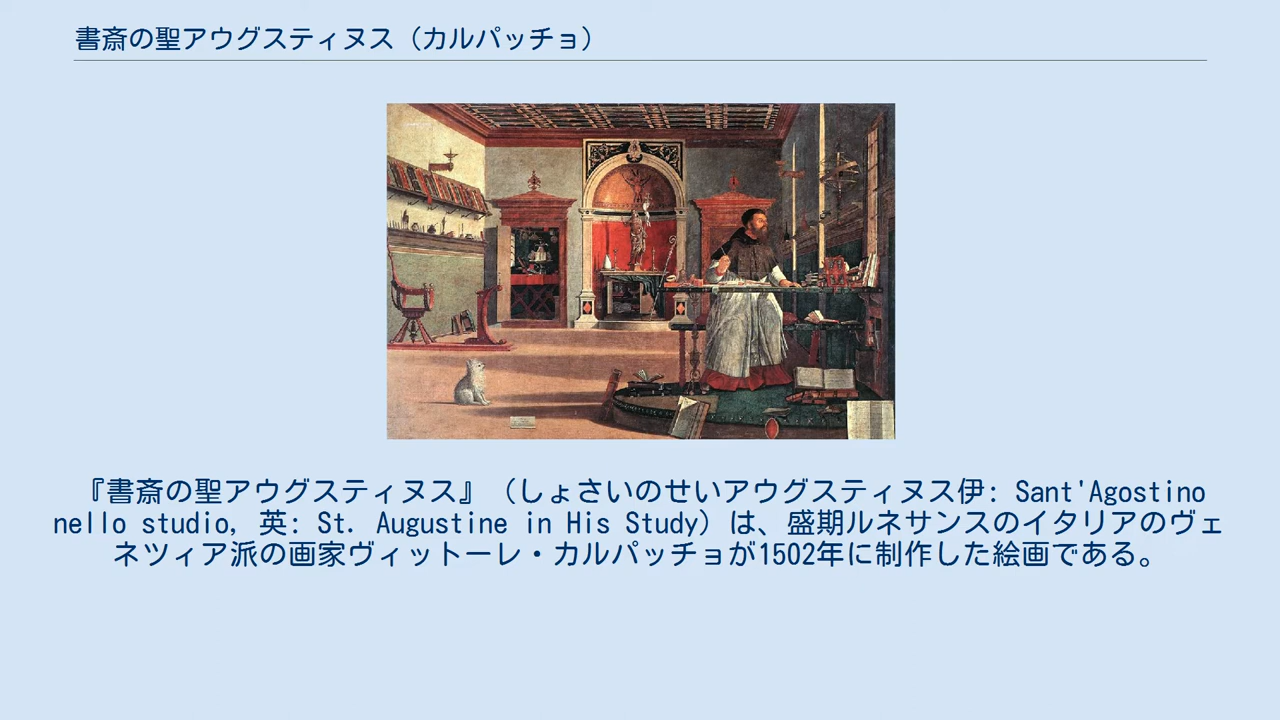 書斎の聖アウグスティヌス（カルパッチョ）
『書斎の聖アウグスティヌス』（しょさいのせいアウグスティヌス伊: Sant'Agostino
nello studio, 英: St. Augustine in His Study）は、盛期ルネサンスのイタリアのヴェ
ネツィア派の画家ヴィットーレ・カルパッチョが1502年に制作した絵画である。